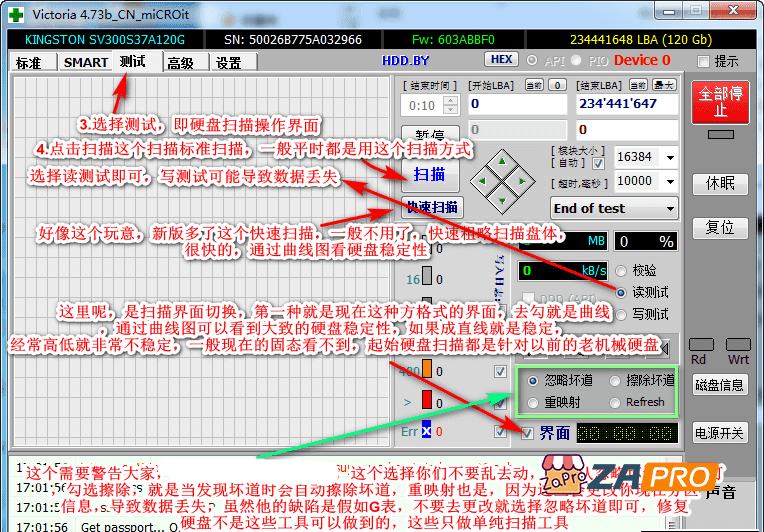 Victoria 4.73b_CN_miCROit
KINGSTON SV300S37A120G SN: 50026B775A032966 Fw: 603ABBF0 234441648 LBA (120 Gb)
标准 SMART 测试 高级 设置 HDD.BY HEX API PIO Device 0 提示
[ 结束时间 ] [开始LBA] 当前 0 [结束LBA] 当前 最大
0:10 0 234'441'647
0 0
暂停
全部停止
3.选择测试，即硬盘扫描操作界面
4.点击扫描这个扫描标准扫描，一般平时都是用这个扫描方式
选择读测试即可，写测试可能导致数据丢失
扫描
快速扫描
[ 模块大小 ]
[ 自动 ] 16384
[ 超时,毫秒 ] 10000
End of test
休眠
复位
好像这个玩意，新版多了这个快速扫描，一般不用了，快速粗略扫描盘体，
很快的，通过曲线图看硬盘稳定性
0 MB 0 %
16 0 0 kB/s
校验
读测试
写测试
这里呢，是扫描界面切换，第一种就是现在这种方格式的界面，去勾就是曲线
，通过曲线图可以看到大致的硬盘稳定性，如果成直线就是稳定，
经常高低就非常不稳定，一般现在的固态看不到，起始硬盘扫描都是针对以前的老机械硬盘
Rd Wrt
0
> 0
Err x 0
忽略坏道 擦除坏道
重映射 Refresh
界面 00:00:00
磁盘信息
电源开关
声音
这个需要警告大家，
这个选择你们不要乱去动，
勾选擦除，就是当发现坏道时会自动擦除坏道，重映射也是，因为
信息，导致数据丢失，虽然他的缺陷是假如G表，不要去更改就选择忽略坏道即可，修复
硬盘不是这些工具可以做到的，这些只做单纯扫描工具
17:01:56
17:01:56
17:01:56 Get passport...
ZAPRO